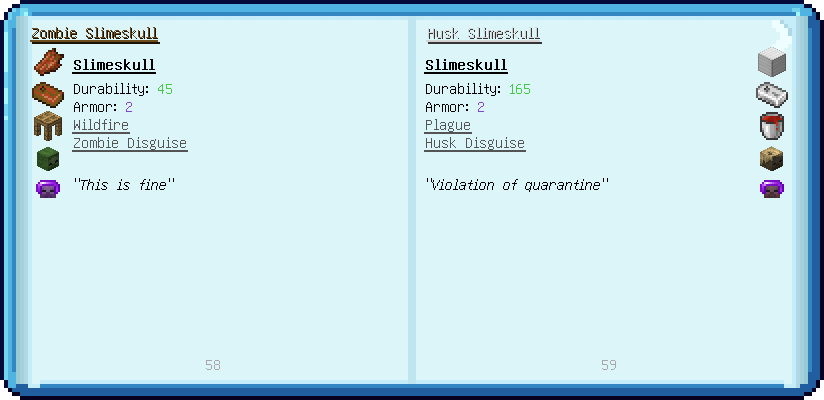 Zombie Slimeskull
Slimeskull
Durability: 45
Armor: 2
Wildfire
Zombie Disguise
"This is fine"
58
Husk Slimeskull
Slimeskull
Durability: 165
Armor: 2
Plague
Husk Disguise
"Violation of quarantine"
59